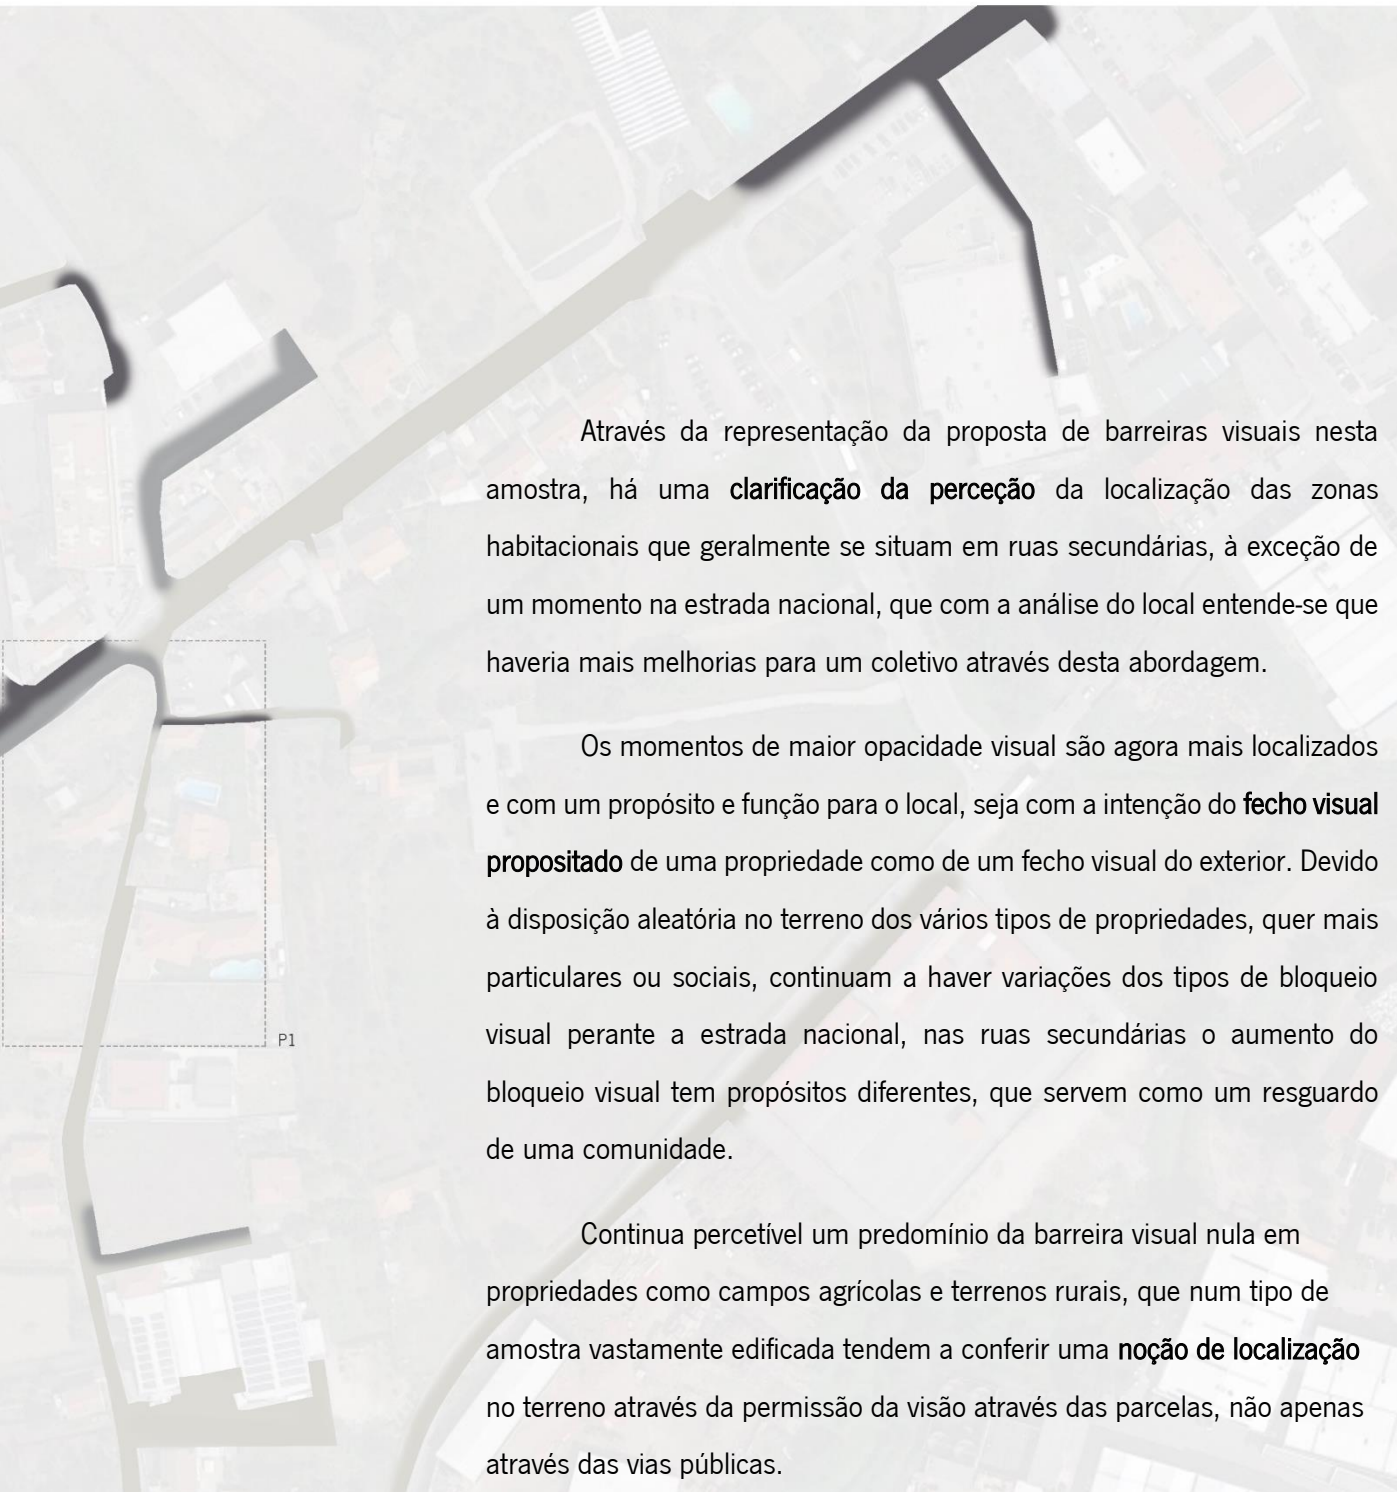 Através da representação da proposta de barreiras visuais nesta
amostra, há uma clarificação da perceção da localização das zonas
habitacionais que geralmente se situam em ruas secundárias, à exceção de
um momento na estrada nacional, que com a análise do local entende-se que
haveria mais melhorias para um coletivo através desta abordagem.
Os momentos de maior opacidade visual são agora mais localizados
e com um propósito e função para o local, seja com a intenção do fecho visual
propositado de uma propriedade como de um fecho visual do exterior. Devido
à disposição aleatória no terreno dos vários tipos de propriedades, quer mais
particulares ou sociais, continuam a haver variações dos tipos de bloqueio
visual perante a estrada nacional, nas ruas secundárias o aumento do
bloqueio visual tem propósitos diferentes, que servem como um resguardo
de uma comunidade.
Continua percetível um predomínio da barreira visual nula em
propriedades como campos agrícolas e terrenos rurais, que num tipo de
amostra vastamente edificada tendem a conferir uma noção de localização
no terreno através da permissão da visão através das parcelas, não apenas
através das vias públicas.
P1